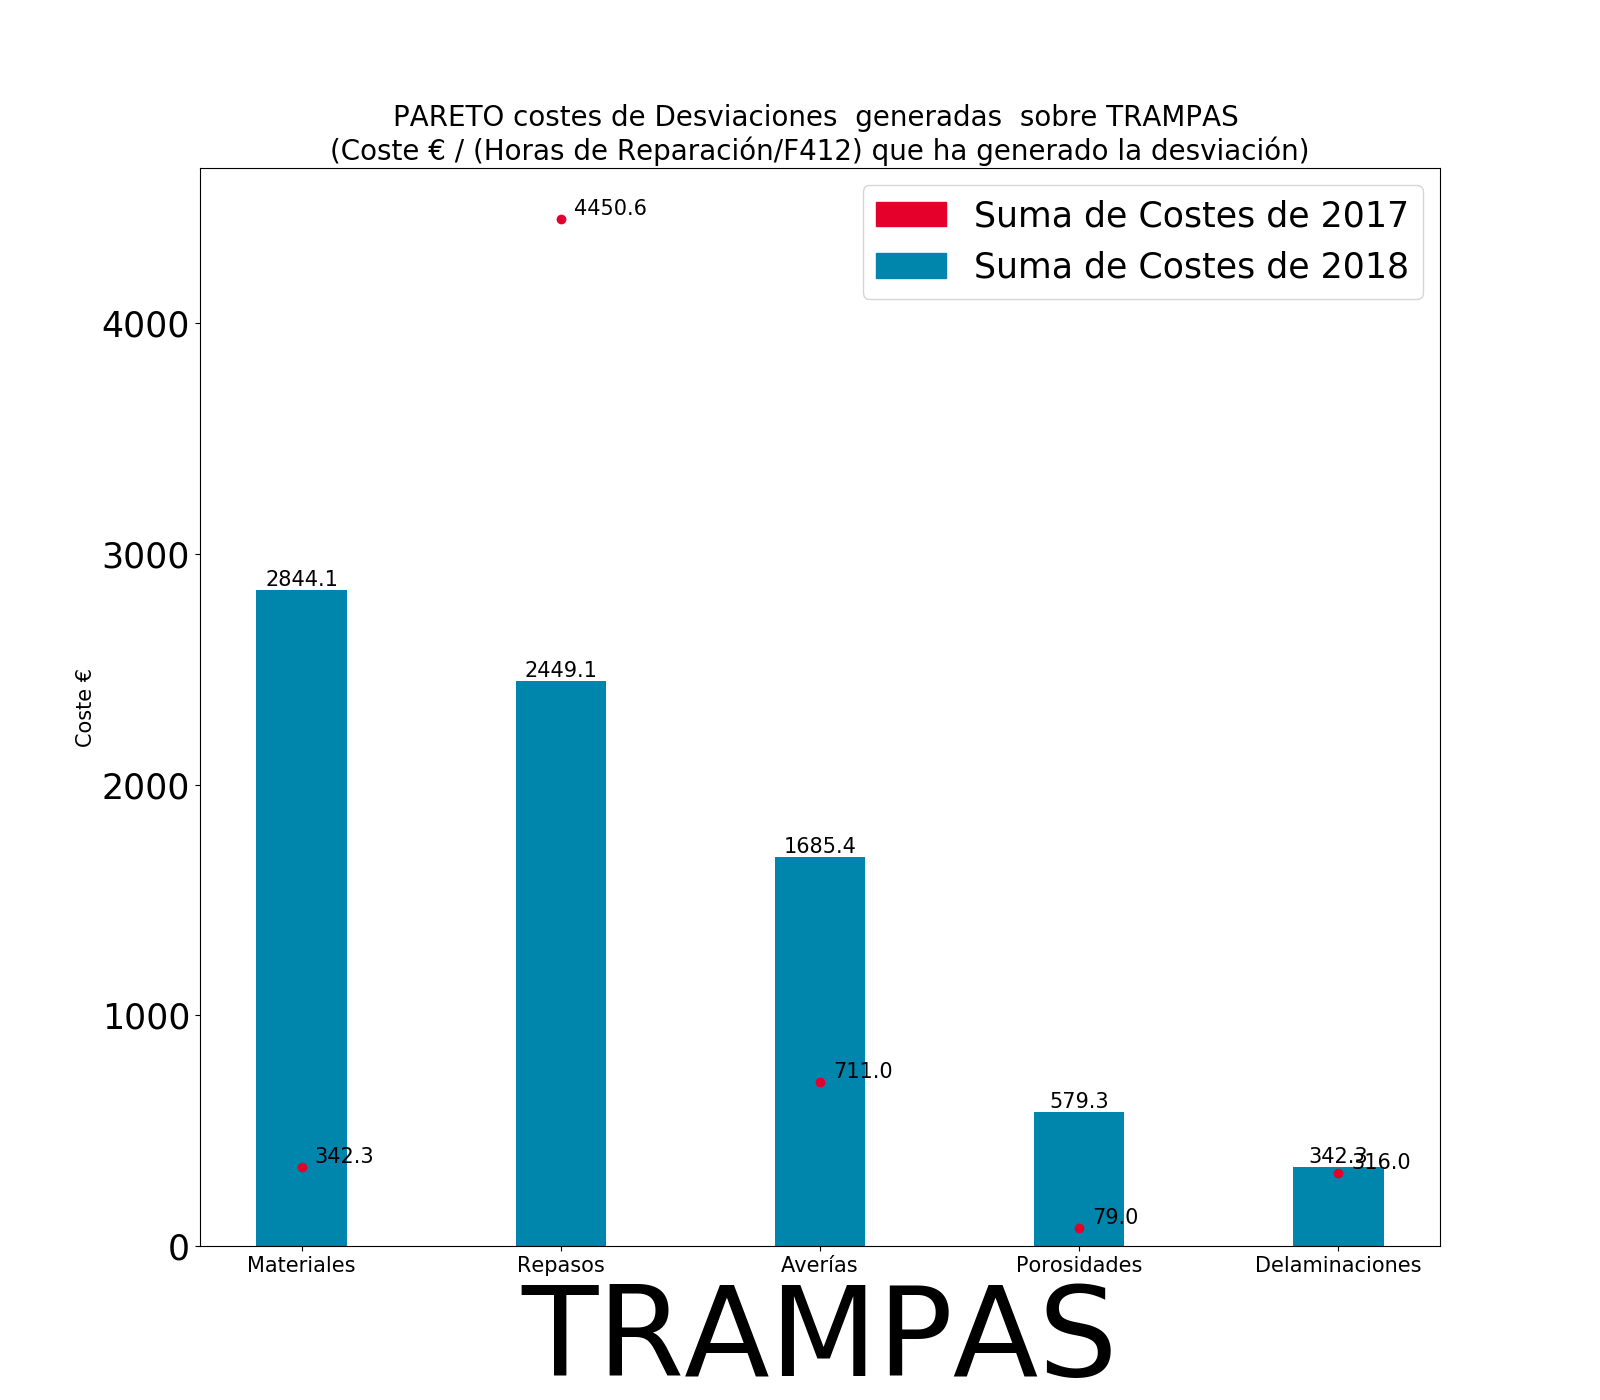 PARETO costes de Desviaciones  generadas  sobre TRAMPAS
(Coste € / (Horas de Reparación/F412) que ha generado la desviación)
Suma de Costes de 2017
Suma de Costes de 2018
4450.6
4000
3000
2844.1
2449.1
Coste €
2000
1685.4
1000
711.0
579.3
342.3
342.3
316.0
79.0
0
Materiales
Repasos
Averías
Porosidades
Delaminaciones
TRAMPAS